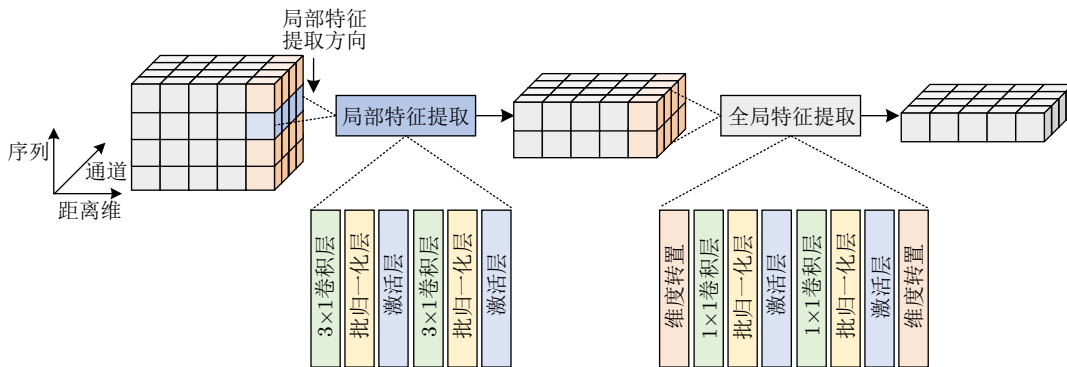 局部特征
提取方向
局部特征提取
全局特征提取
序列
通道
距离维
3×1卷积层
批归一化层
激活层
3×1卷积层
批归一化层
激活层
维度转置
1×1卷积层
批归一化层
激活层
1×1卷积层
批归一化层
激活层
维度转置